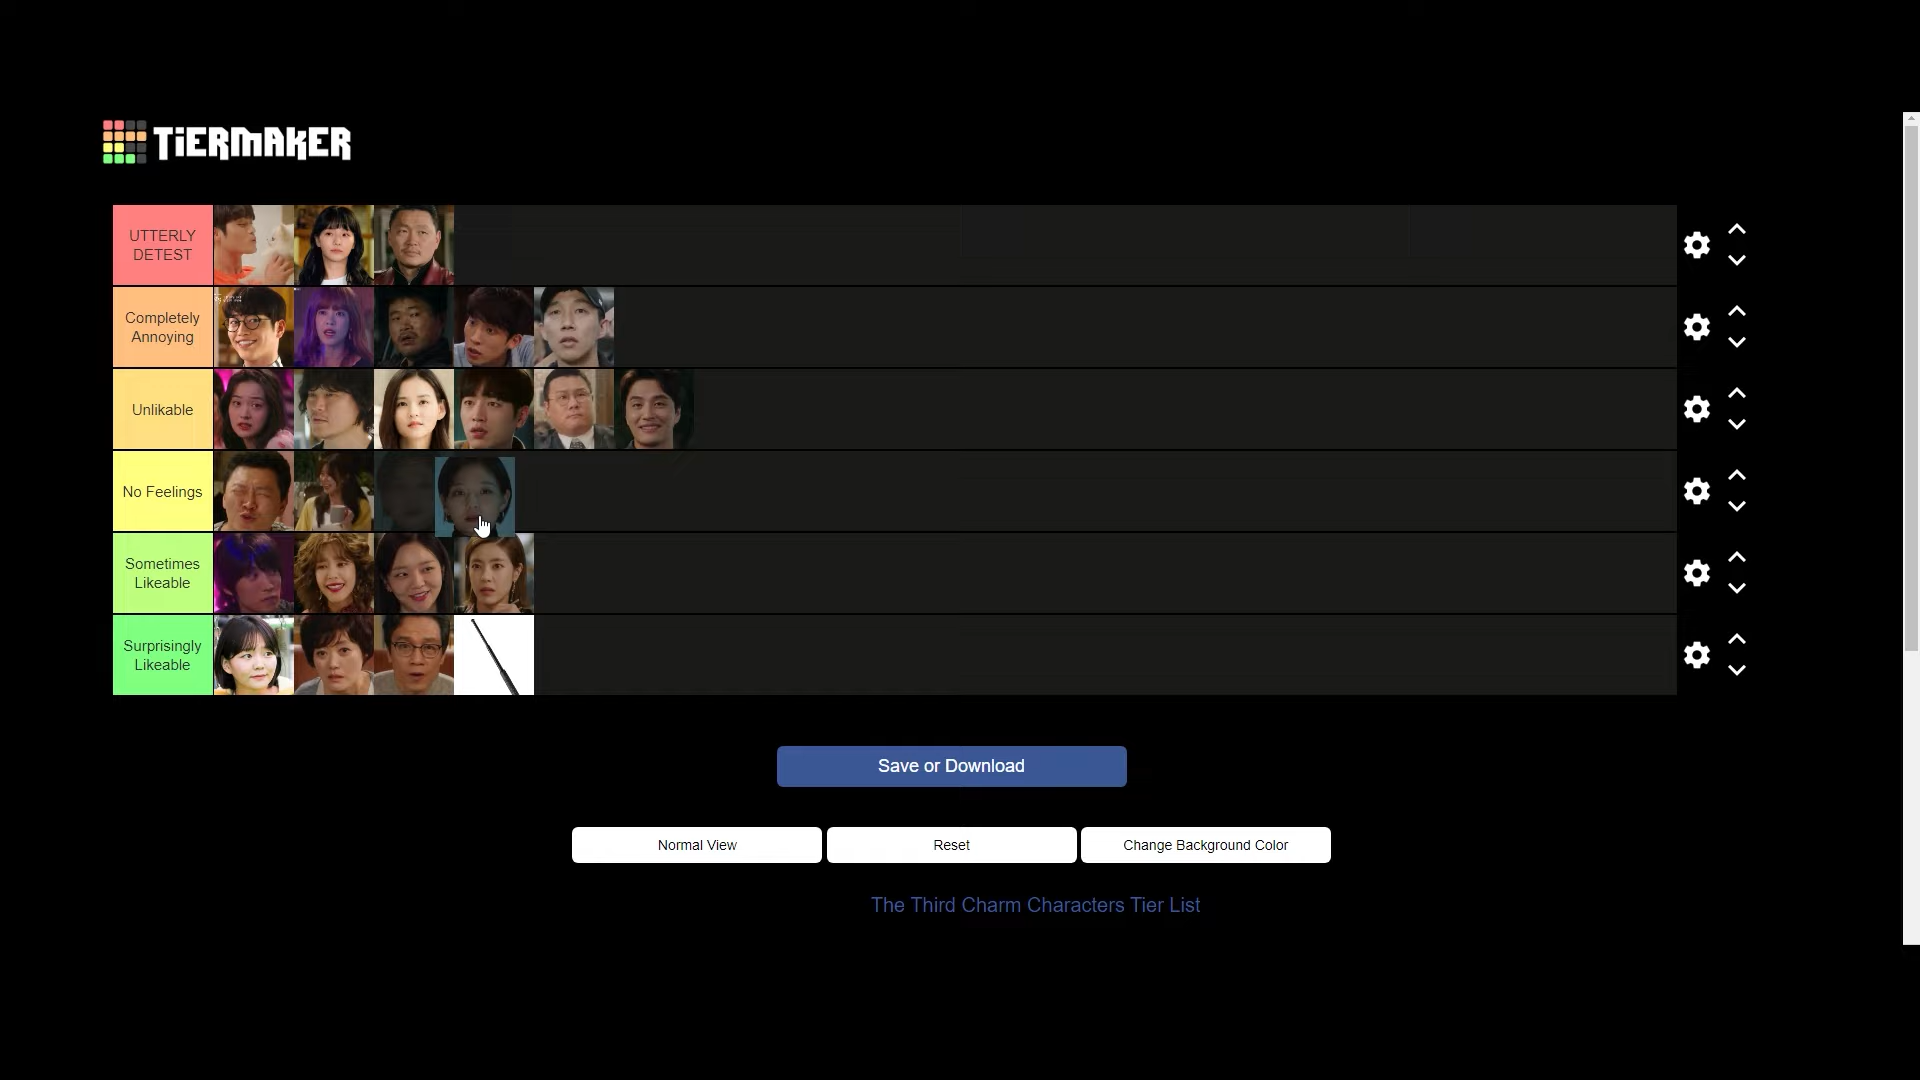 TiERMAKER
UTTERLY
DETEST
Completely
Annoying
Unlikable
No Feelings
Sometimes
Likeable
Surprisingly
Likeable
Save or Download
Normal View
Reset
Change Background Color
The Third Charm Characters Tier List